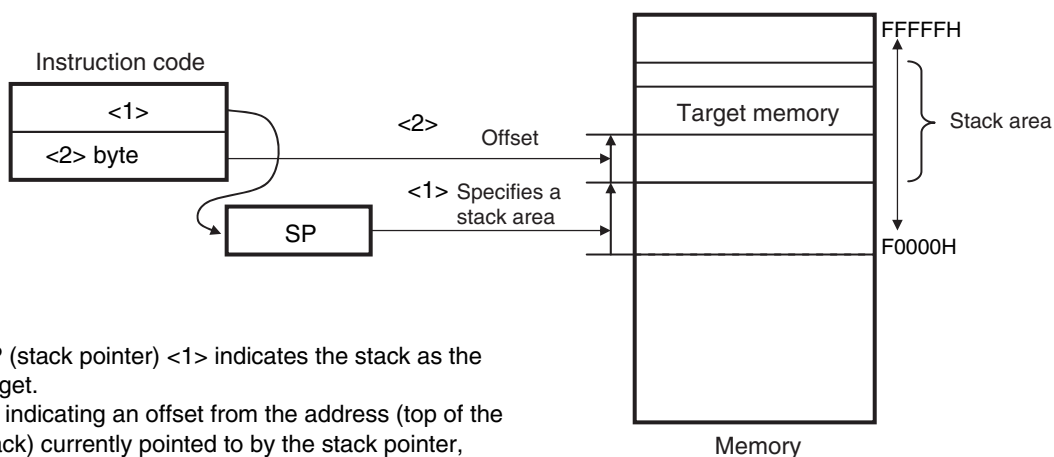 FFFFFH
Instruction code
<1>
<2> byte
<2>
Offset
Target memory
Stack area
<1> Specifies a
stack area
SP
F0000H
(stack pointer) <1> indicates the stack as the
indicating an offset from the address (top of the
currently pointed to by the stack pointer,
Memory